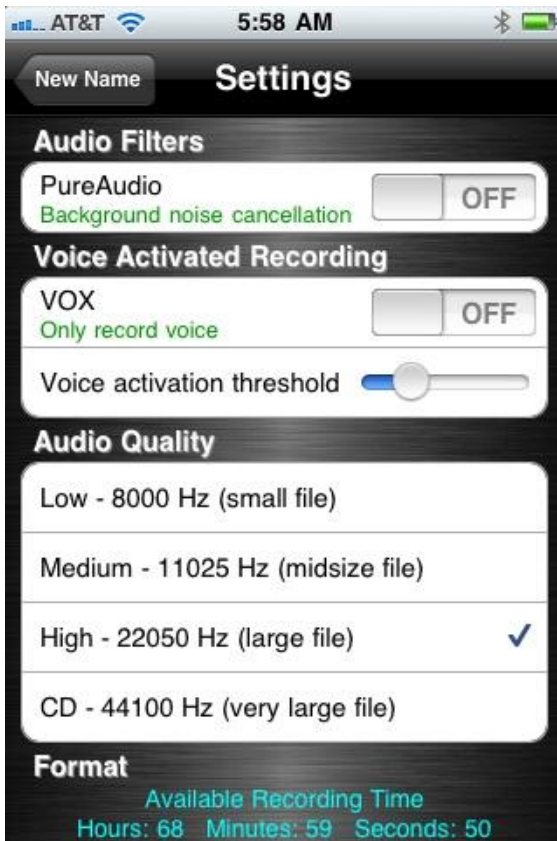 AT&T 5:58 AM
New Name Settings
Audio Filters
PureAudio OFF
Background noise cancellation
Voice Activated Recording
VOX OFF
Only record voice
Voice activation threshold
Audio Quality
Low - 8000 Hz (small file)
Medium - 11025 Hz (midsize file)
High - 22050 Hz (large file)
CD - 44100 Hz (very large file)
Format
Available Recording Time
Hours: 68 Minutes: 59 Seconds: 50